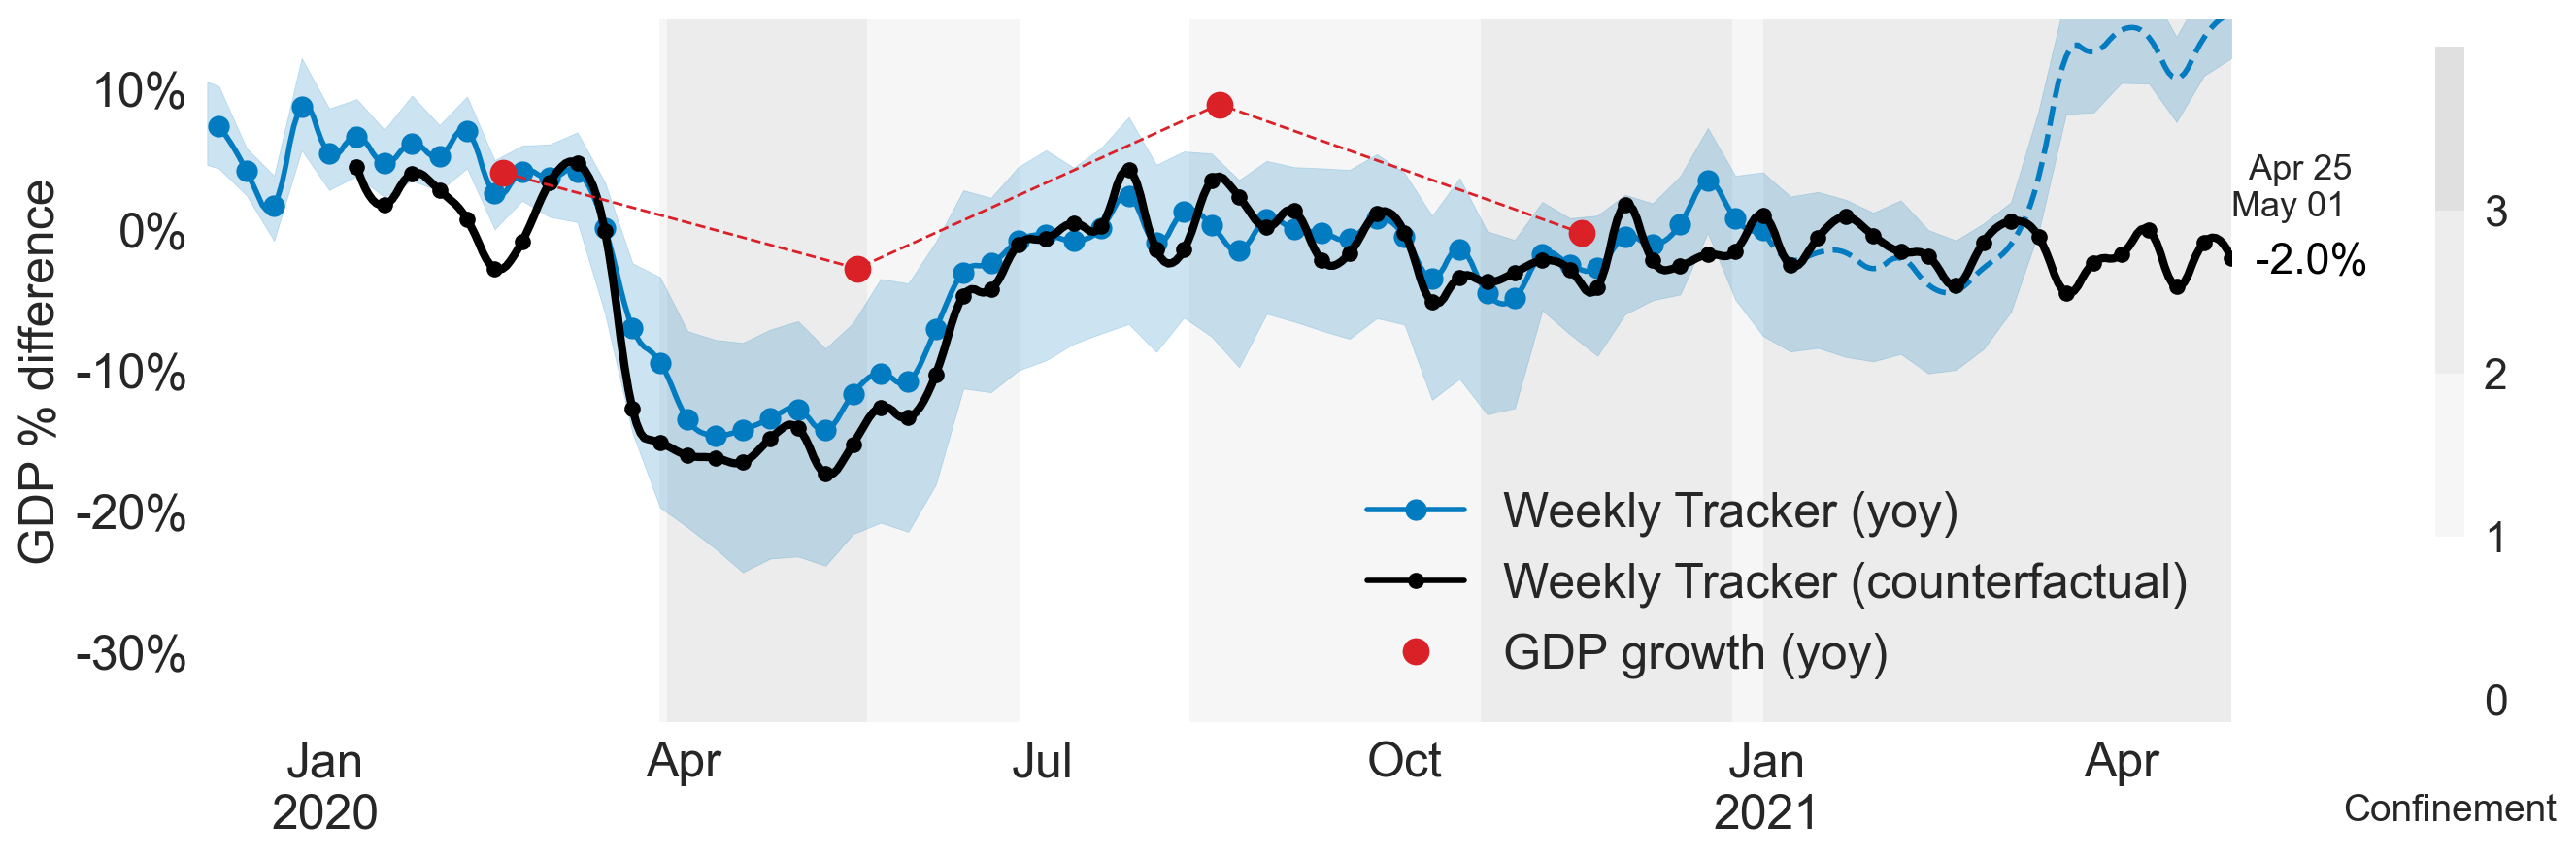 GDP % difference
10%
0%
-10%
-20%
-30%
Jan
2020
Apr
Jul
Oct
Jan
2021
Apr
Weekly Tracker (yoy)
Weekly Tracker (counterfactual)
GDP growth (yoy)
Apr 25
May 01
-2.0%
3
2
1
0
Confinement